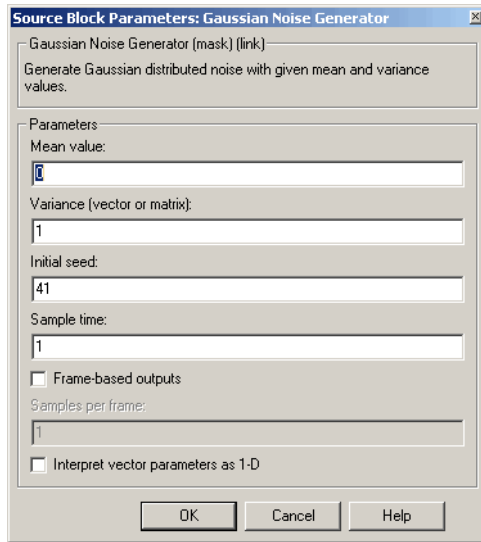 Source Block Parameters: Gaussian Noise Generator
Gaussian Noise Generator (mask) (link)
Generate Gaussian distributed noise with given mean and variance
values.
Parameters
Mean value:
0
Variance (vector or matrix):
1
Initial seed:
41
Sample time:
1
Frame-based outputs
Samples per frame:
1
Interpret vector parameters as 1-D
OK Cancel Help